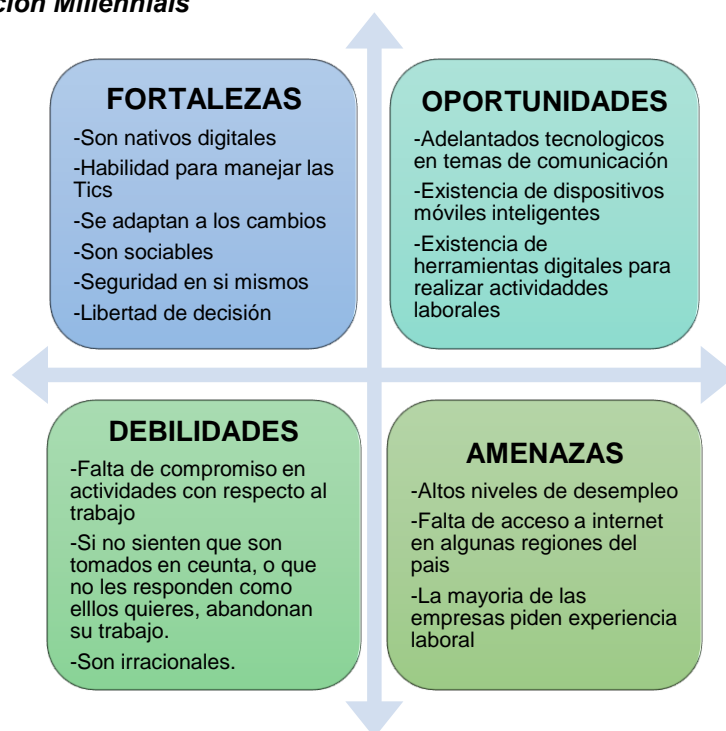 ción Millennials
FORTALEZAS
-Son nativos digitales
-Habilidad para manejar las
Tics
-Se adaptan a los cambios
-Son sociables
-Seguridad en si mismos
-Libertad de decisión
OPORTUNIDADES
-Adelantados tecnologicos
en temas de comunicación
-Existencia de dispositivos
móviles inteligentes
-Existencia de
herramientas digitales para
realizar actividaddes
laborales
DEBILIDADES
-Falta de compromiso en
actividades con respecto al
trabajo
-Si no sienten que son
tomados en ceunta, o que
no les responden como
elllos quieres, abandonan
su trabajo.
-Son irracionales.
AMENAZAS
-Altos niveles de desempleo
-Falta de acceso a internet
en algunas regiones del
pais
-La mayoria de las
empresas piden experiencia
laboral